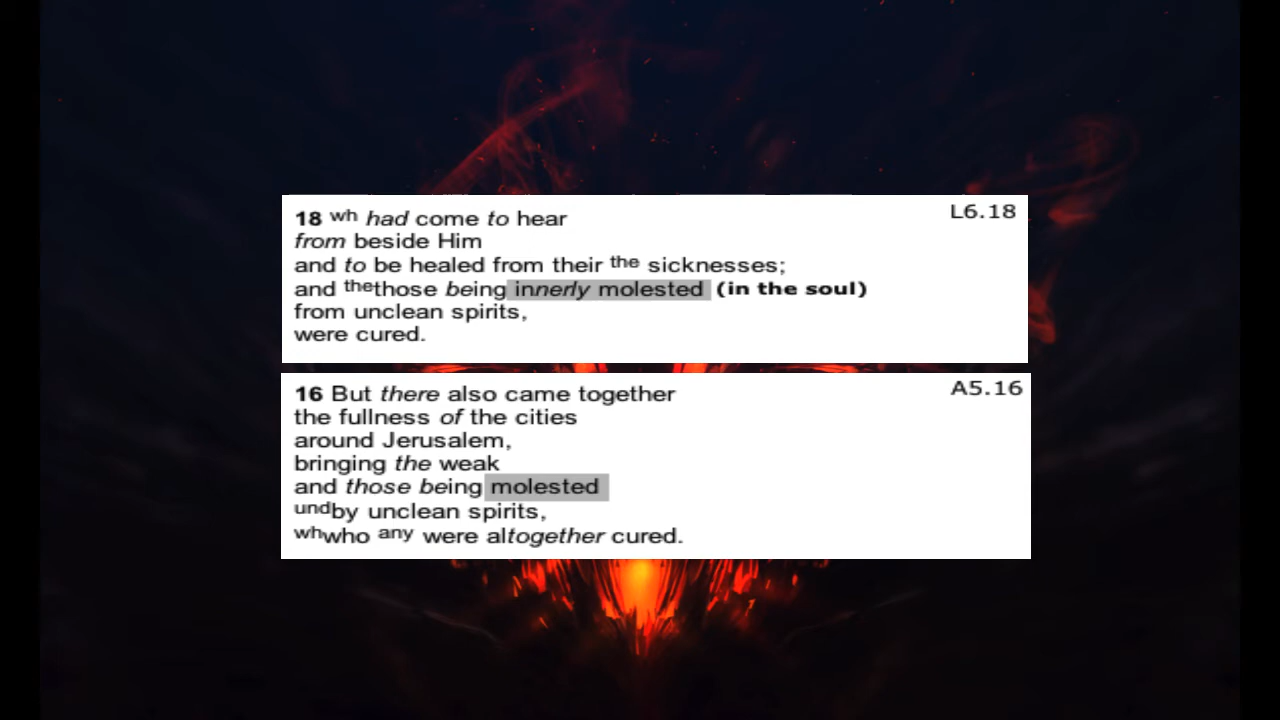 18 wh had come to hear L6.18
from beside Him
and to be healed from their the sicknesses;
and thethose being innerly molested (in the soul)
from unclean spirits,
were cured.
16 But there also came together A5.16
the fullness of the cities
around Jerusalem,
bringing the weak
and those being molested
undby unclean spirits,
whwho any were altogether cured.